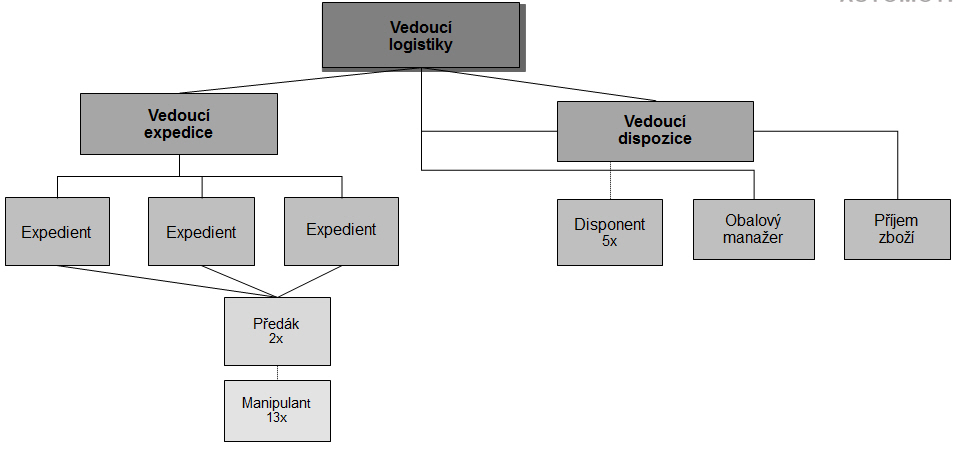 Vedoucí
logistiky
Vedoucí
expedice
Vedoucí
dispozice
Expedient
Expedient
Expedient
Disponent
5x
Obalový
manažer
Příjem
zboží
Předák
2x
Manipulant
13x